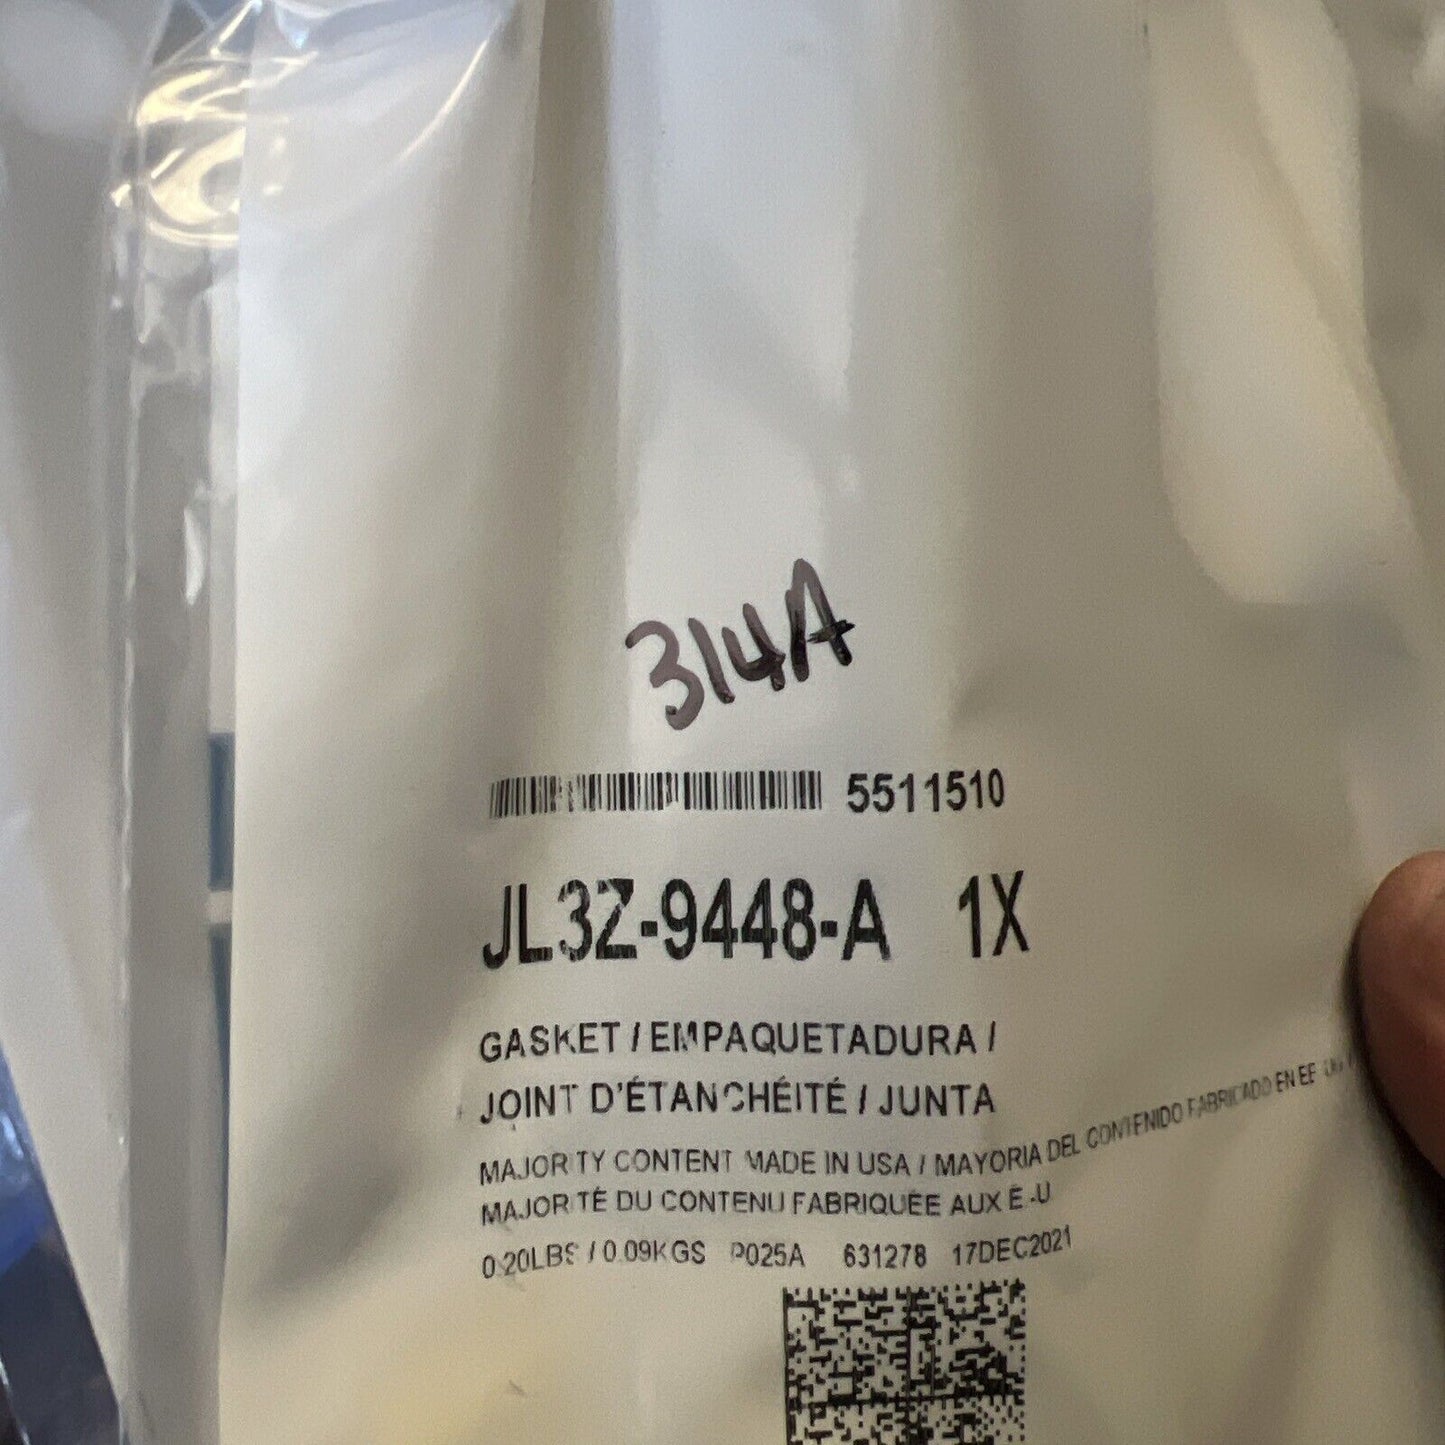 314A
5511510
JL3Z-9448-A 1X
GASKET / EMPAQUETADURA /
JOINT D'ÉTANCHÉITÉ / JUNTA
MAJORITY CONTENT MADE IN USA / MAYORIA DEL CONTENIDO FABRICADO EN EE
MAJORITÉ DU CONTENU FABRIQUÉE AUX É.-U
0.20LBS / 0.09KGS P025A 631278 17DEC2021